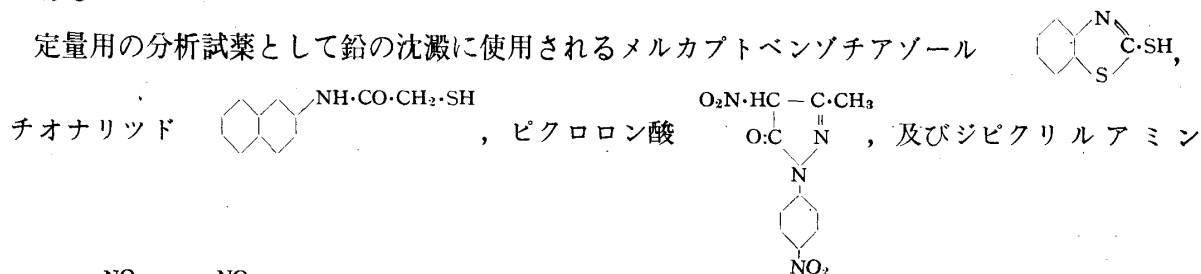 定量用の分析試薬として鉛の沈澱に使用されるメルカプトベンゾチアゾール
N
C·SH,
S
チオナリツド
NH·CO·CH₂·SH
, ピクロロン酸
O₂N·HC — C·CH₃
O:C N
N
NO₂
, 及びジピクリルアミン
NO₂ NO₂